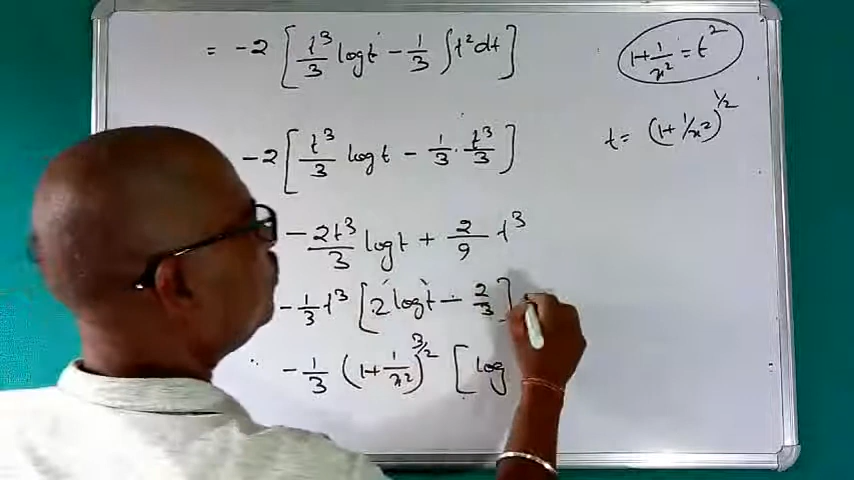 = -2 [ t³/3 log t - 1/3 ∫ t² dt ]
1 + 1/x² = t²
t = (1 + 1/x²)^1/2
-2 [ t³/3 log t - 1/3 · t³/3 ]
- 2t³/3 log t + 2/9 t³
- 1/3 t³ [ 2 log t - 2/3 ]
∴ - 1/3 (1 + 1/x²)^3/2 [ log